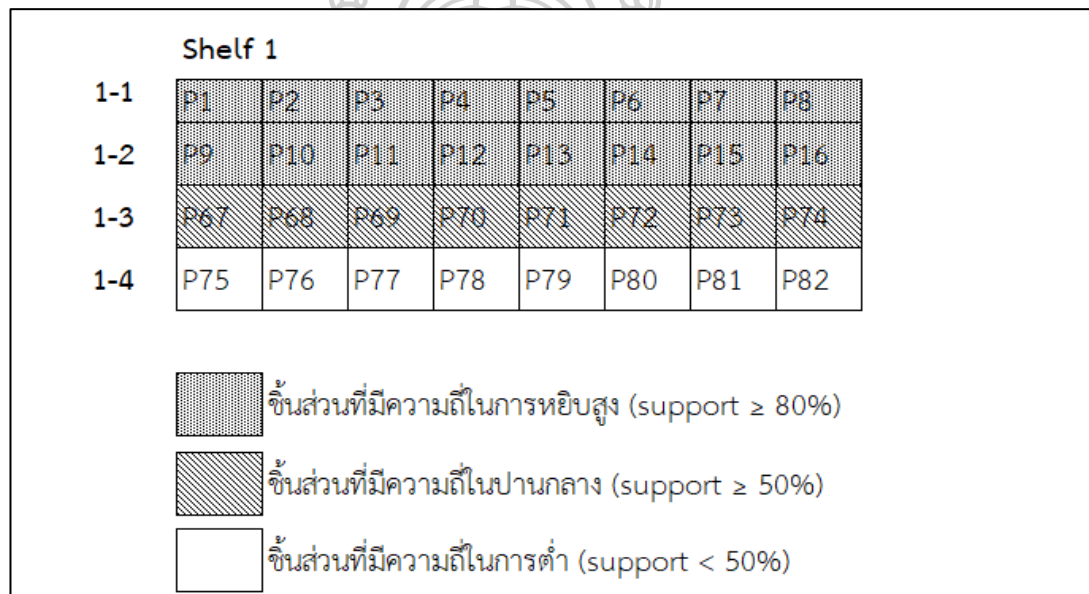 Shelf 1
1-1 P1 P2 P3 P4 P5 P6 P7 P8
1-2 P9 P10 P11 P12 P13 P14 P15 P16
1-3 P67 P68 P69 P70 P71 P72 P73 P74
1-4 P75 P76 P77 P78 P79 P80 P81 P82
ชิ้นส่วนที่มีความถี่ในการหยิบสูง (support ≥ 80%)
ชิ้นส่วนที่มีความถี่ในปานกลาง (support ≥ 50%)
ชิ้นส่วนที่มีความถี่ในการต่ำ (support < 50%)